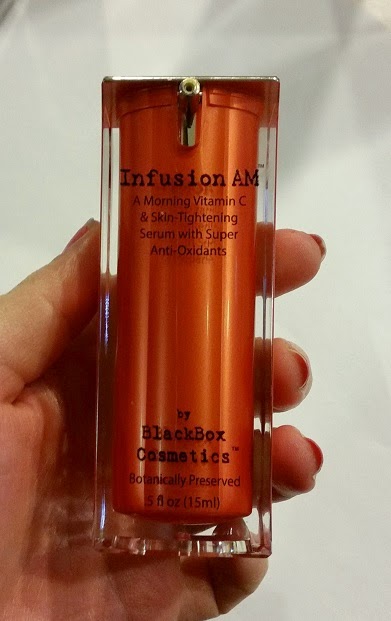 Infusion AM™
A Morning Vitamin C
& Skin-Tightening
Serum with Super
Anti-Oxidants
by
BlackBox
Cosmetics™
Botanically Preserved
.5 fl oz (15ml)